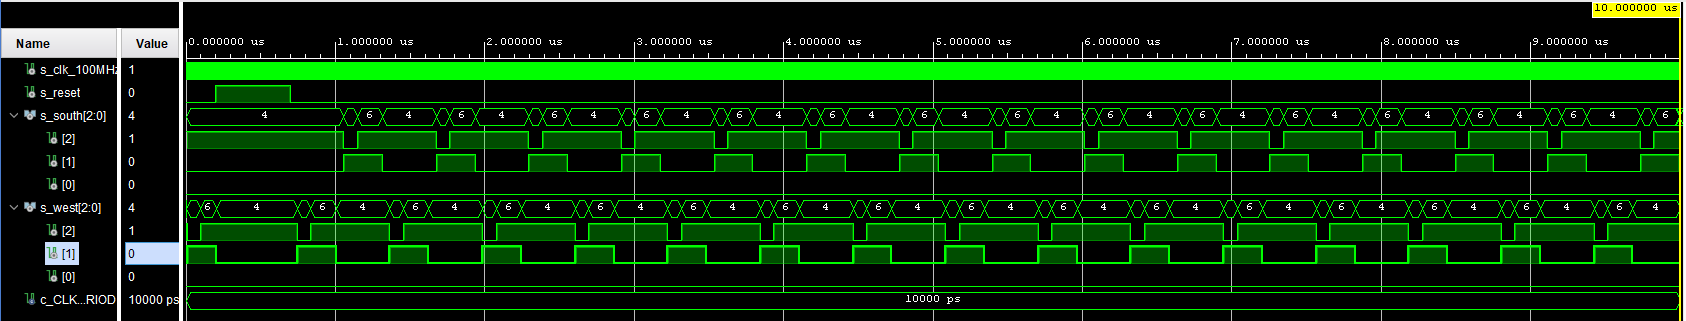 10.000000 us
Name Value
0.000000 us 1.000000 us 2.000000 us 3.000000 us 4.000000 us 5.000000 us 6.000000 us 7.000000 us 8.000000 us 9.000000 us
s_clk_100MHz 1
s_reset 0
s_south[2:0] 4 4 6 4 6 4 6 4 6 4 6 4 6 4 6 4 6 4 6 4 6 4 6 4 6 4 6 4 6 4 6
[2] 1
[1] 0
[0] 0
s_west[2:0] 4 6 4 6 4 6 4 6 4 6 4 6 4 6 4 6 4 6 4 6 4 6 4 6 4 6 4 6 4 6 4 6 4
[2] 1
[1] 0
[0] 0
c_CLK...RIOD 10000 ps 10000 ps